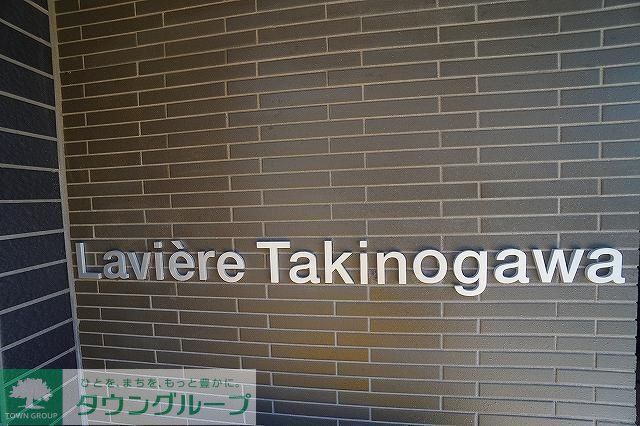 Lavière Takinogawa
ひとを、まちを、もっと豊かに。
タウングループ
TOWN GROUP